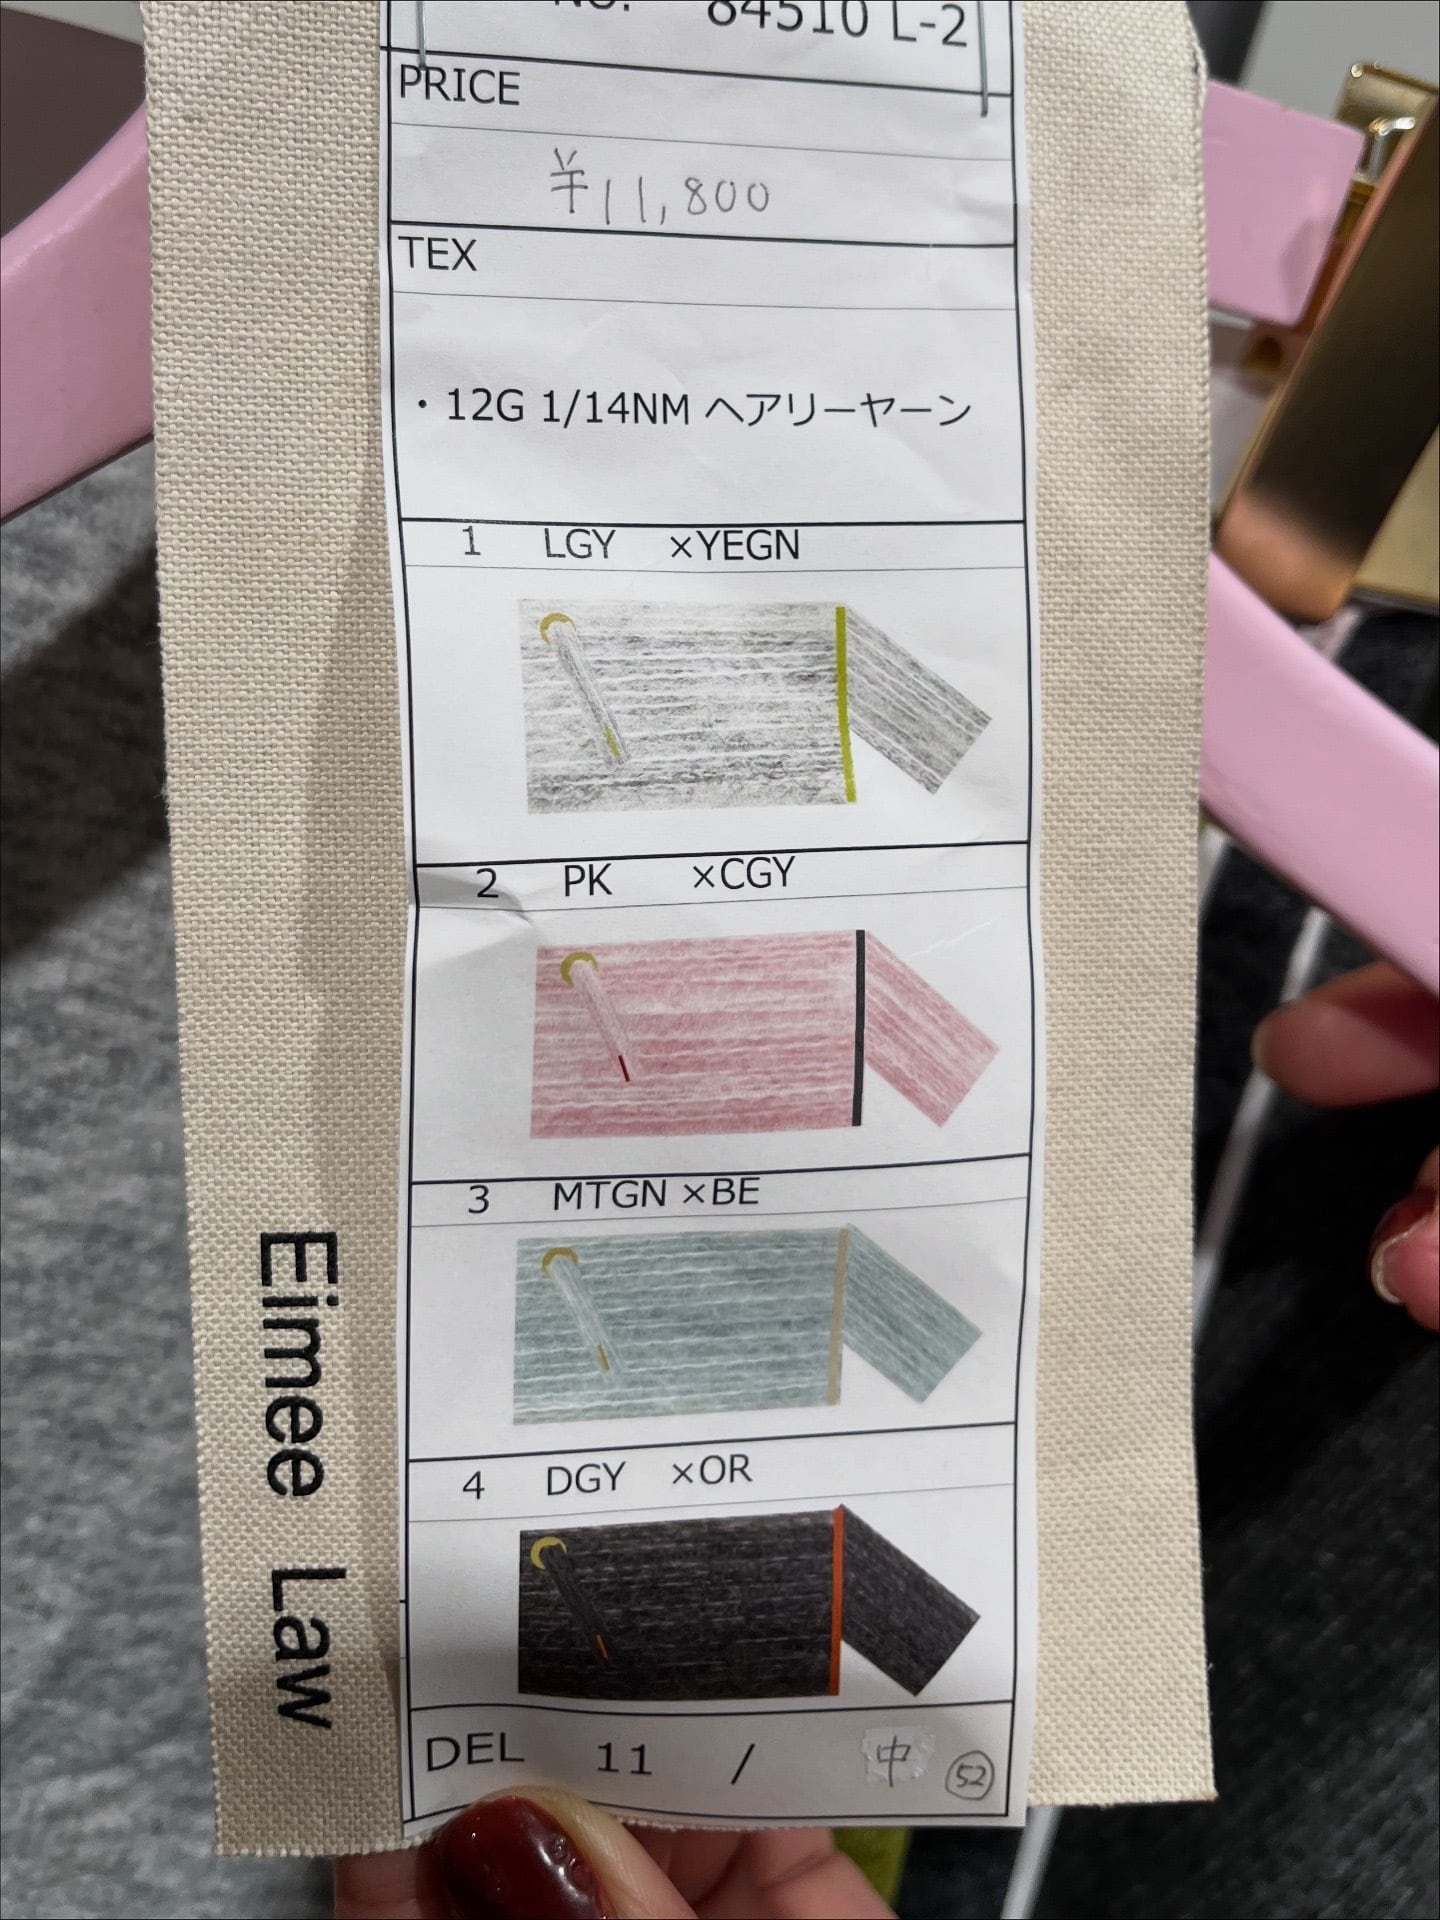 NO. 84510 L-2
PRICE
¥11,800
TEX
・12G 1/14NM ヘアリーヤーン
1 LGY ×YEGN
2 PK ×CGY
3 MTGN ×BE
4 DGY ×OR
DEL 11 / 中 52
Eimee Law